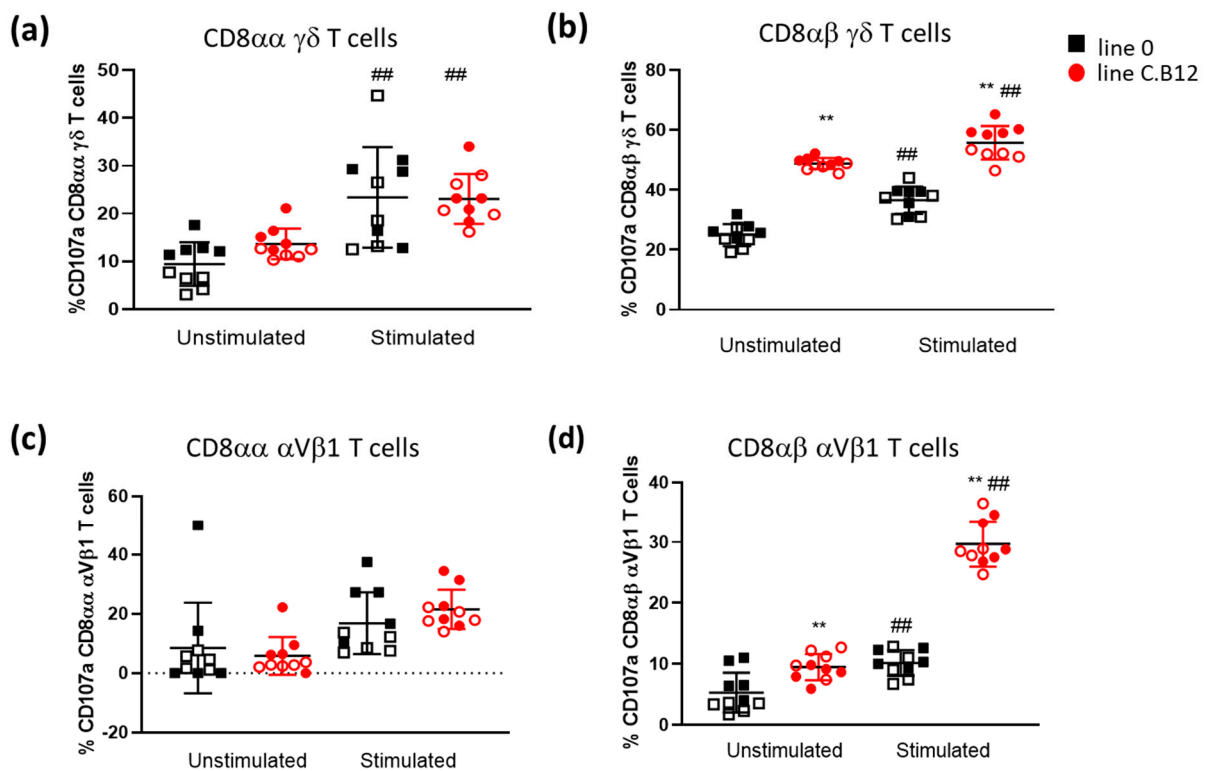 (a)
CD8αα γδ T cells
%CD107a CD8αα γδ T cells
50
40
30
20
10
0
##
##
Unstimulated
Stimulated
(b)
CD8αβ γδ T cells
% CD107a CD8αβ γδ T cells
80
60
40
20
0
**
##
** ##
Unstimulated
Stimulated
line 0
line C.B12
(c)
CD8αα αVβ1 T cells
% CD107a CD8αα αVβ1 T Cells
60
40
20
0
-20
Unstimulated
Stimulated
(d)
CD8αβ αVβ1 T cells
% CD107a CD8αβ αVβ1 T Cells
40
30
20
10
0
**
##
** ##
Unstimulated
Stimulated